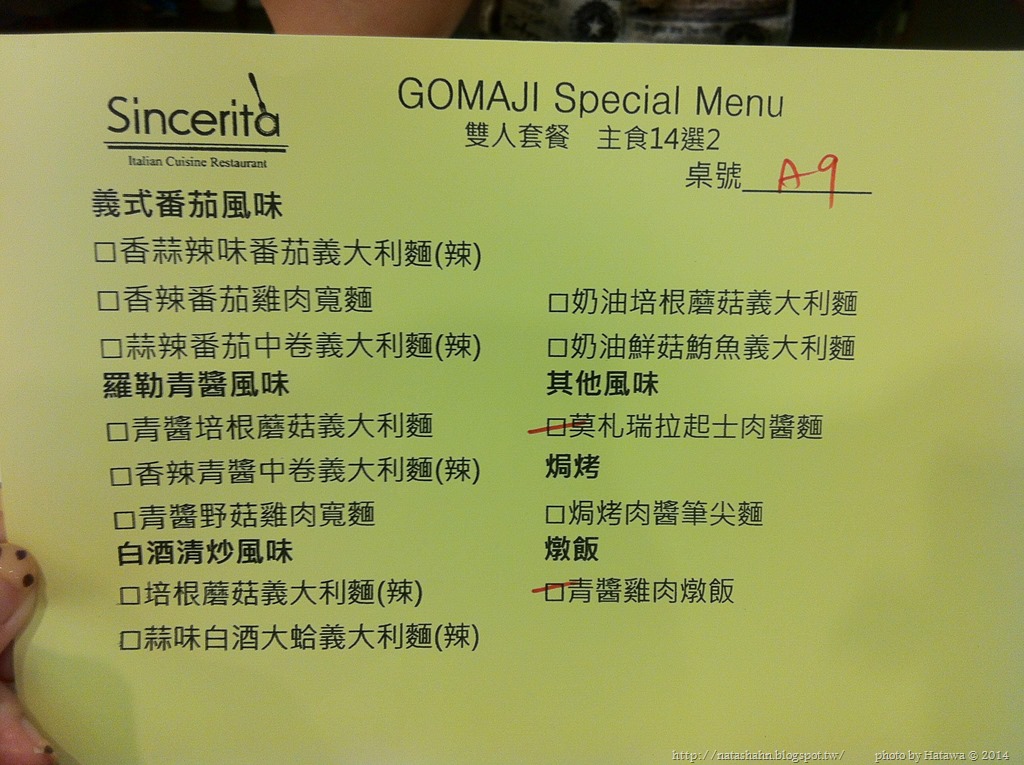 Sincerita
Italian Cuisine Restaurant
GOMAJI Special Menu
雙人套餐 主食14選2
桌號 A9
義式番茄風味
□香蒜辣味番茄義大利麵(辣)
□香辣番茄雞肉寬麵
□蒜辣番茄中卷義大利麵(辣)
羅勒青醬風味
□青醬培根蘑菇義大利麵
□香辣青醬中卷義大利麵(辣)
□青醬野菇雞肉寬麵
白酒清炒風味
□培根蘑菇義大利麵(辣)
□蒜味白酒大蛤義大利麵(辣)
□奶油培根蘑菇義大利麵
□奶油鮮菇鮪魚義大利麵
其他風味
□莫札瑞拉起士肉醬麵
焗烤
□焗烤肉醬筆尖麵
燉飯
□青醬雞肉燉飯
http://natashahn.blogspot.tw/ photo by Hatawa © 2014